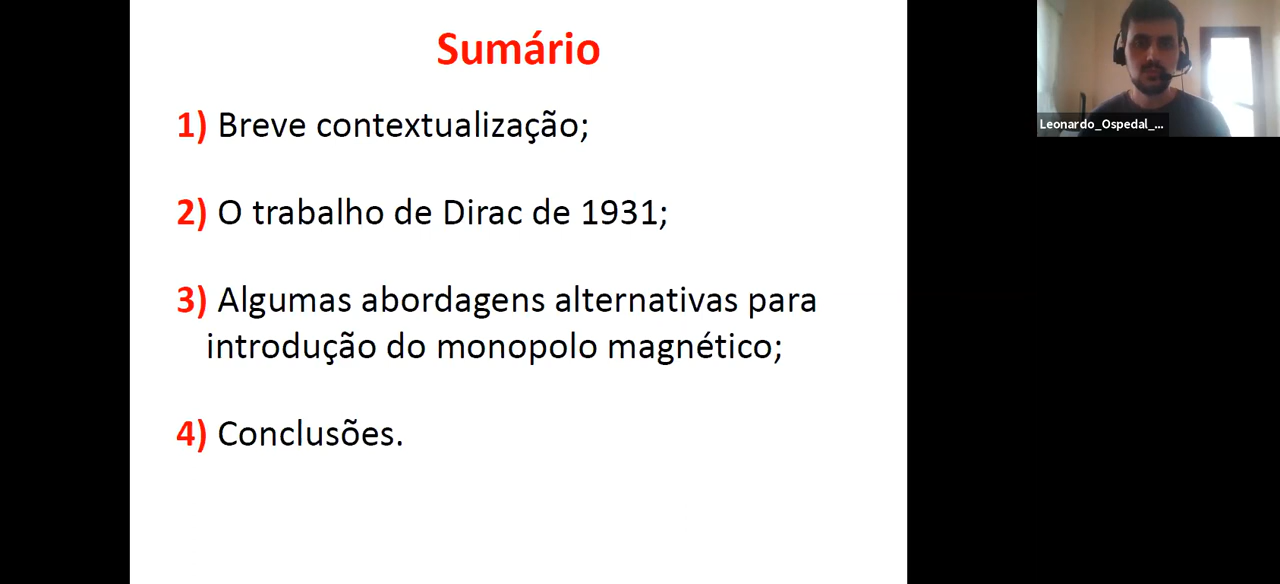 Sumário
1) Breve contextualização;
2) O trabalho de Dirac de 1931;
3) Algumas abordagens alternativas para
introdução do monopolo magnético;
4) Conclusões.
Leonardo_Ospedal_...